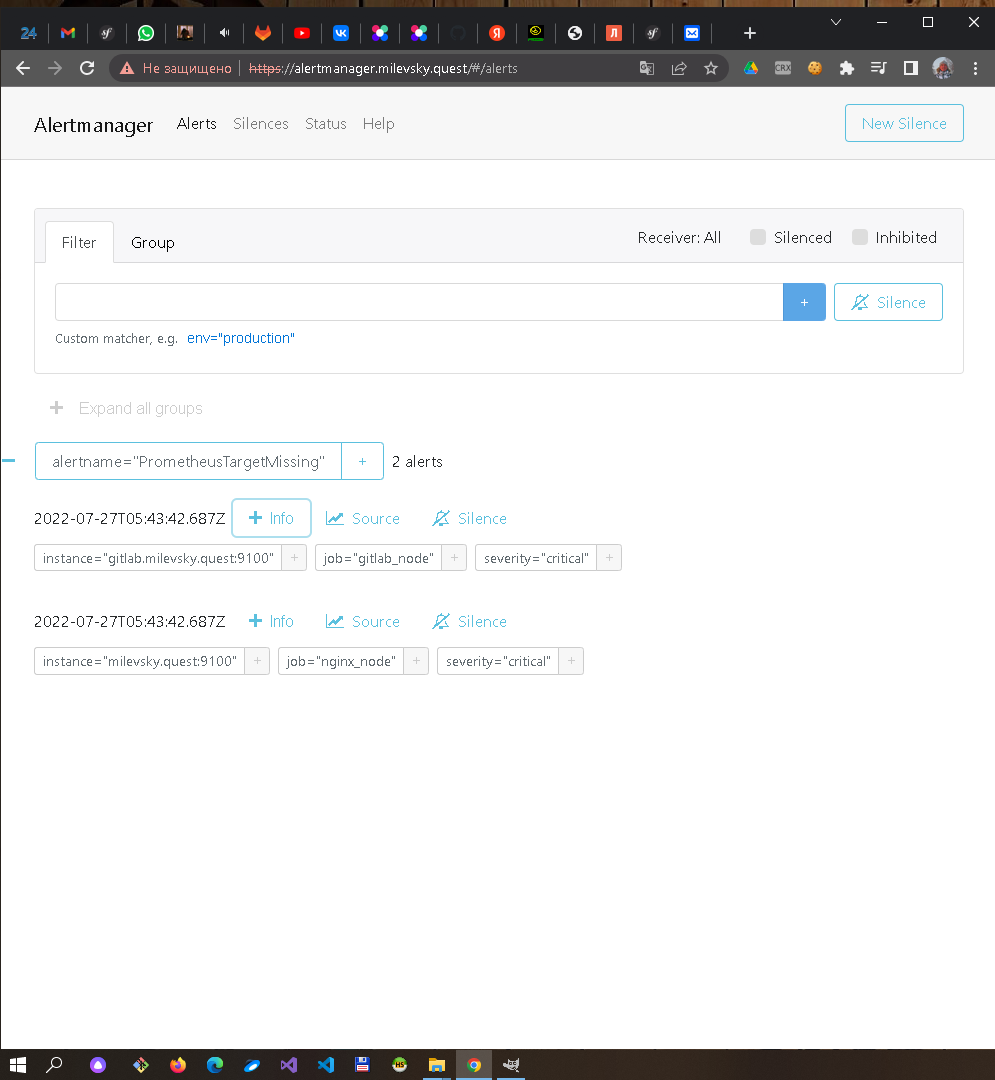 24
Не защищено https://alertmanager.milevsky.quest/#/alerts
CRX
Alertmanager Alerts Silences Status Help New Silence
Filter Group Receiver: All Silenced Inhibited
+ Silence
Custom matcher, e.g. env="production"
+ Expand all groups
alertname="PrometheusTargetMissing" + 2 alerts
2022-07-27T05:43:42.687Z + Info Source Silence
instance="gitlab.milevsky.quest:9100" + job="gitlab_node" + severity="critical" +
2022-07-27T05:43:42.687Z + Info Source Silence
instance="milevsky.quest:9100" + job="nginx_node" + severity="critical" +
HS